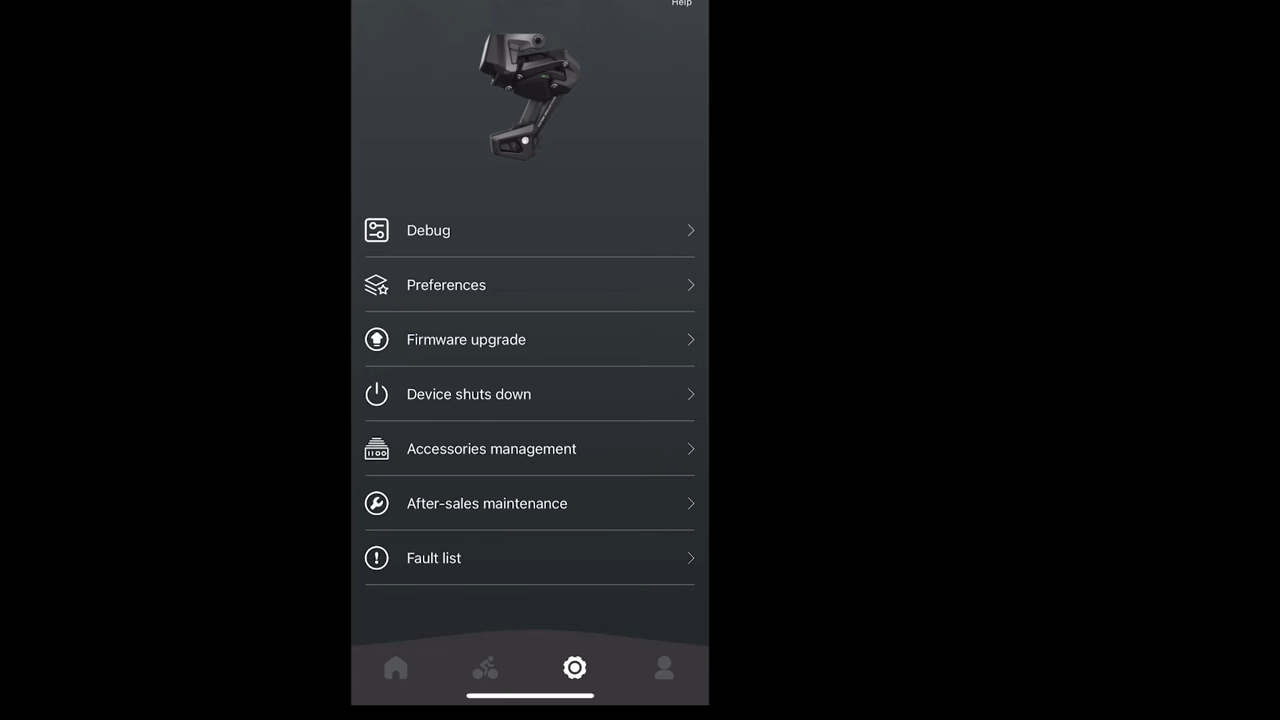 Help
Debug
Preferences
Firmware upgrade
Device shuts down
Accessories management
After-sales maintenance
Fault list